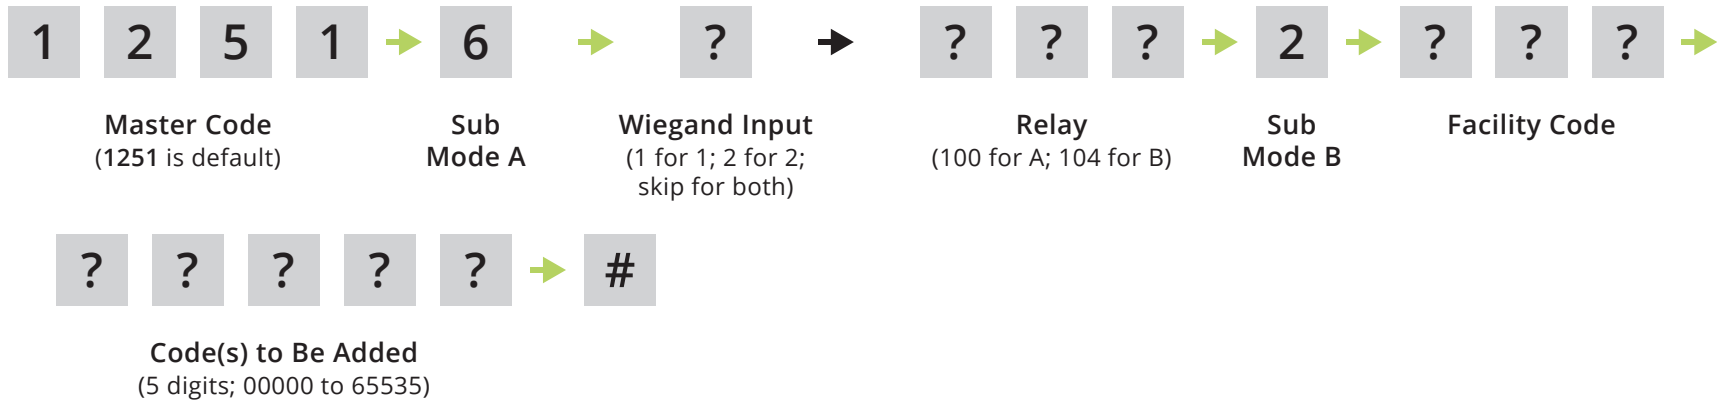 1 2 5 1 6 ? ? ? ? 2 ? ? ?
Master Code Sub Wiegand Input Relay Sub Facility Code
(1251 is default) Mode A (1 for 1; 2 for 2; (100 for A; 104 for B) Mode B
skip for both)
? ? ? ? ? #
Code(s) to Be Added
(5 digits; 00000 to 65535)